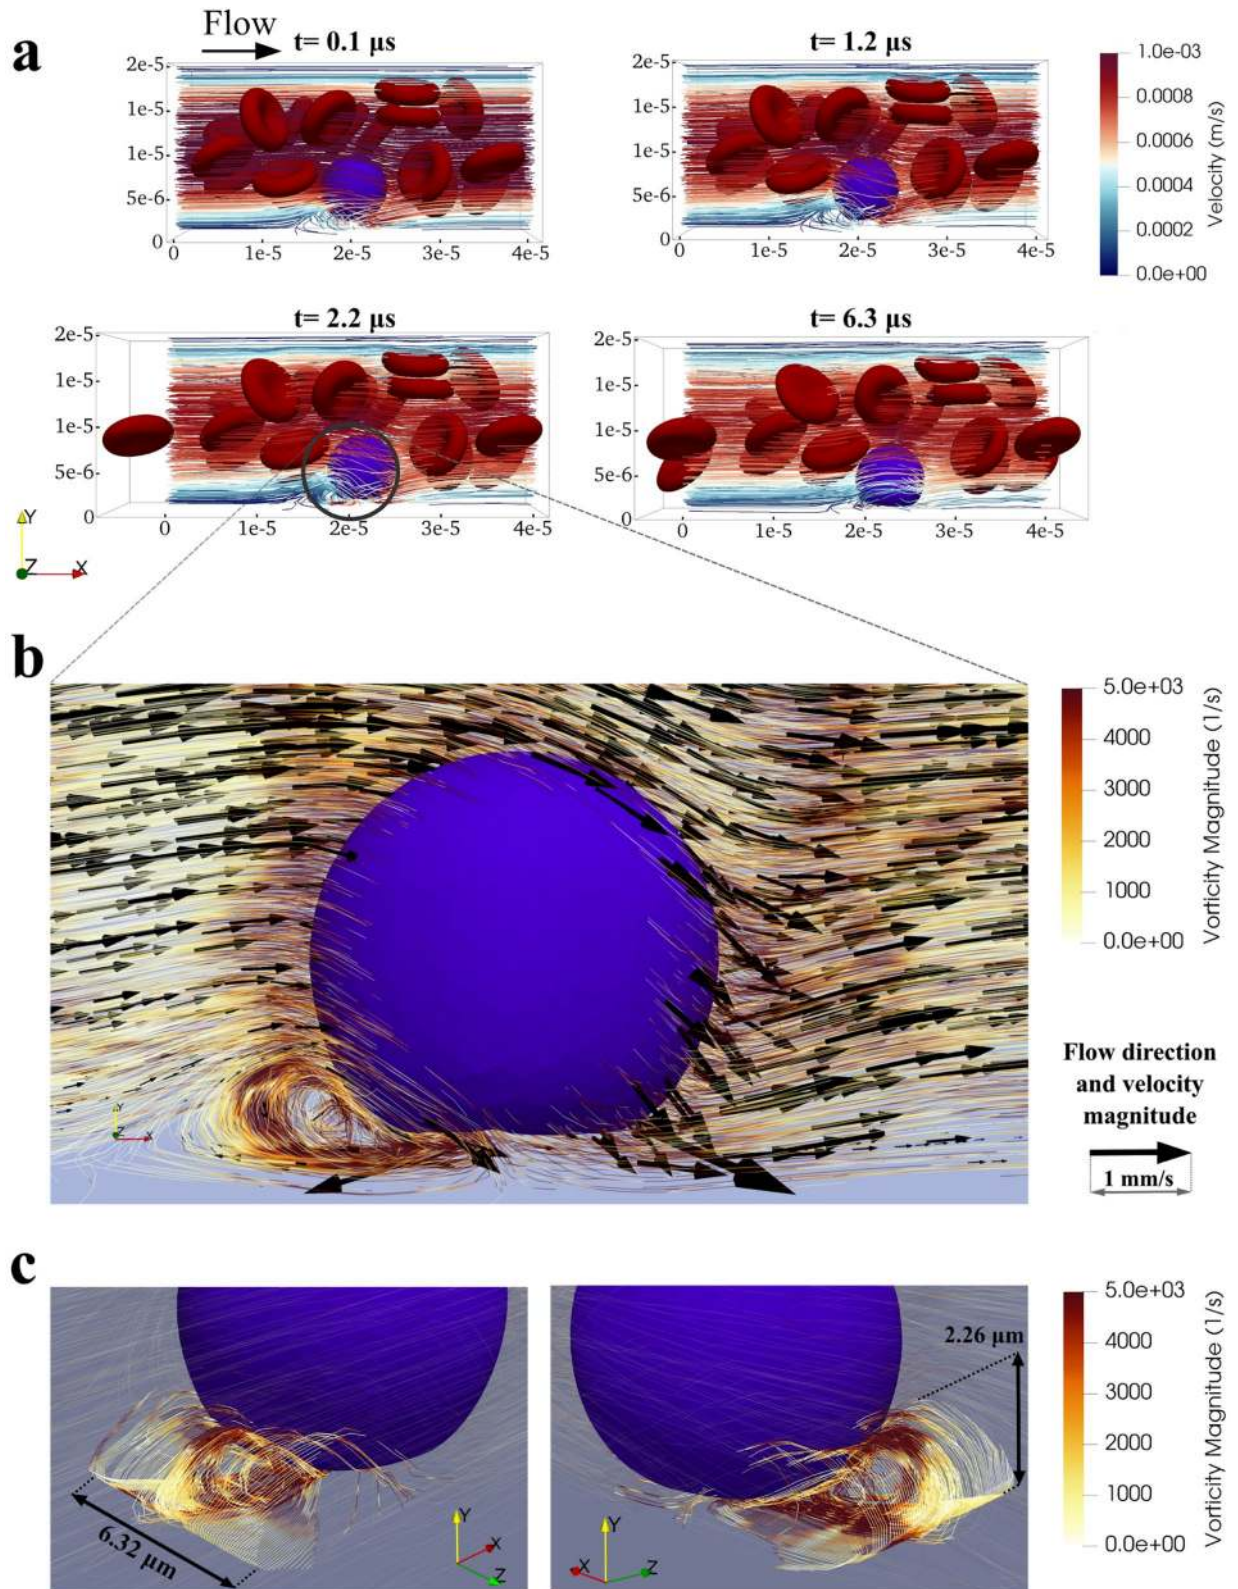 a
Flow
t= 0.1 µs
t= 1.2 µs
2e-5
1e-5
1e-5
5e-6
0
0
1e-5
2e-5
3e-5
4e-5
2e-5
1e-5
1e-5
5e-6
0
0
1e-5
2e-5
3e-5
4e-5
1.0e-03
0.0008
0.0006
0.0004
0.0002
0.0e+00
Velocity (m/s)
t= 2.2 µs
t= 6.3 µs
2e-5
1e-5
1e-5
5e-6
0
0
1e-5
2e-5
3e-5
4e-5
2e-5
1e-5
1e-5
5e-6
0
0
1e-5
2e-5
3e-5
4e-5
Y
Z
X
b
5.0e+03
4000
3000
2000
1000
0.0e+00
Vorticity Magnitude (1/s)
Flow direction
and velocity
magnitude
1 mm/s
Y
X
c
6.32 µm
Y
X
Z
2.26 µm
Y
X
Z
5.0e+03
4000
3000
2000
1000
0.0e+00
Vorticity Magnitude (1/s)